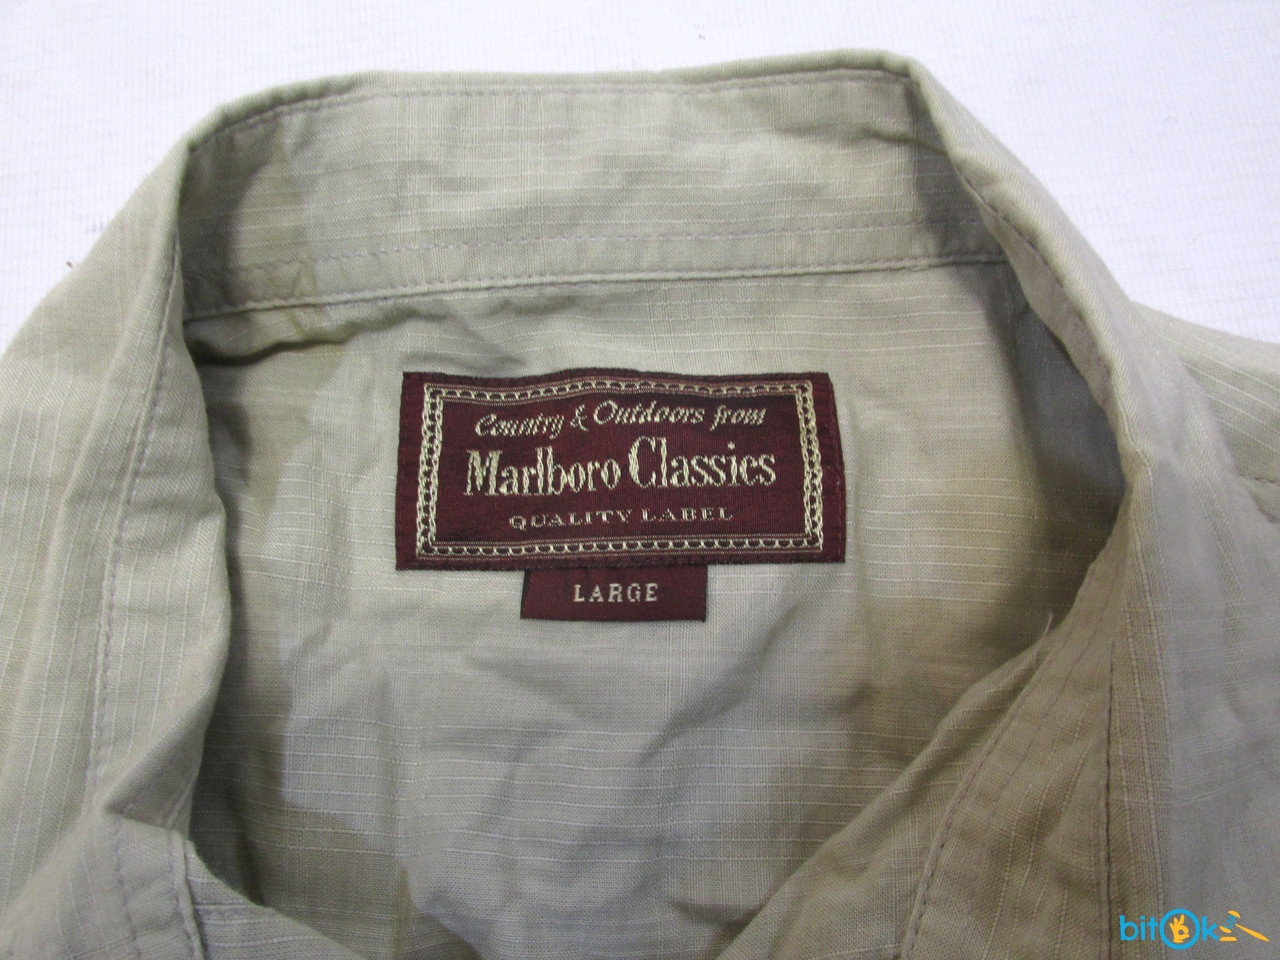 Country & Outdoors from
Marlboro Classics
QUALITY LABEL
LARGE
bitOk